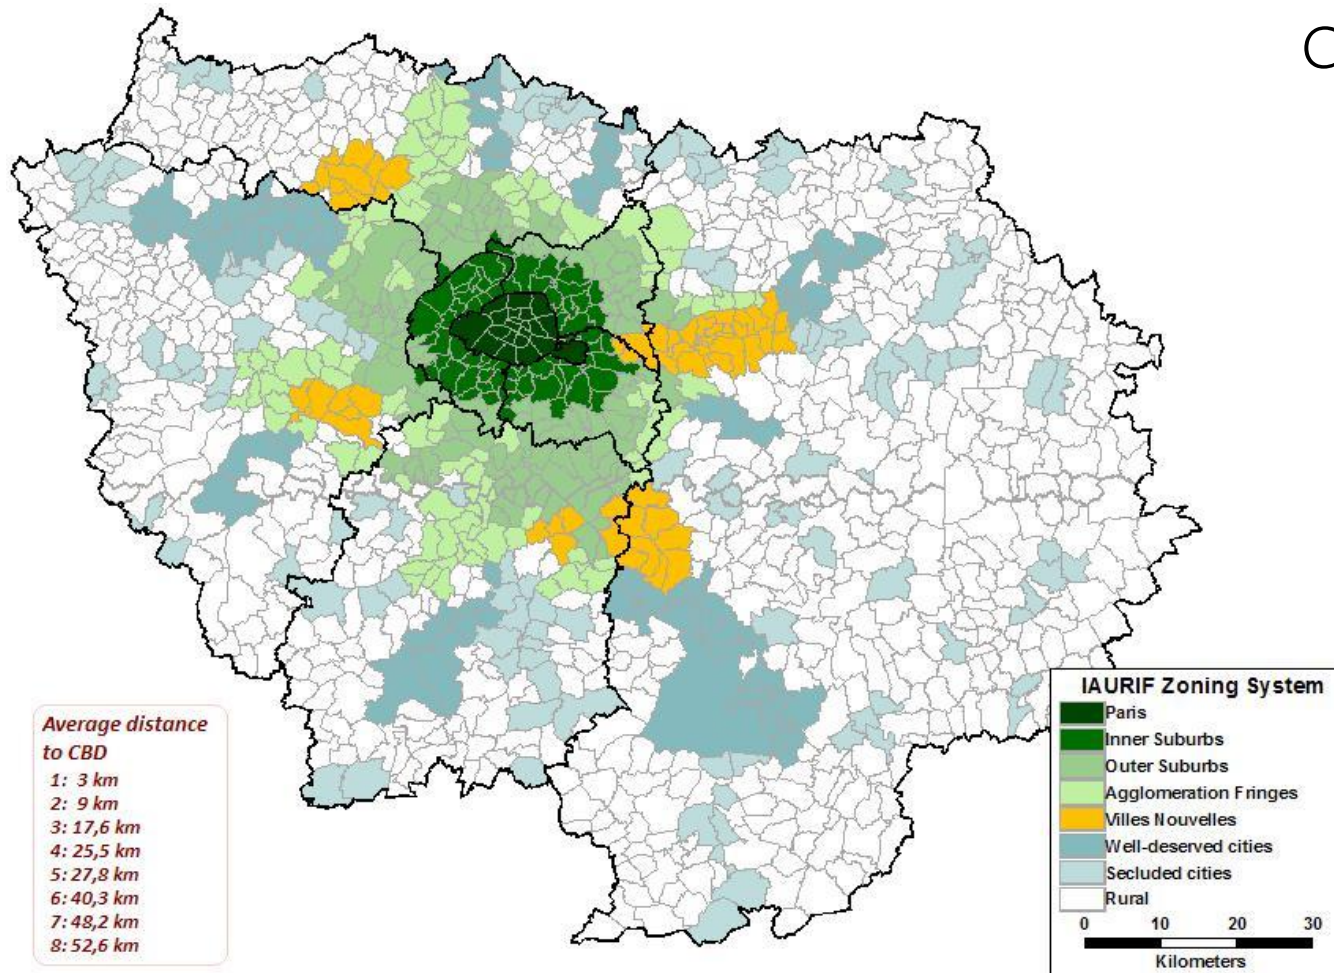 C
Average distance
to CBD
1: 3 km
2: 9 km
3: 17,6 km
4: 25,5 km
5: 27,8 km
6: 40,3 km
7: 48,2 km
8: 52,6 km
IAURIF Zoning System
Paris
Inner Suburbs
Outer Suburbs
Agglomeration Fringes
Villes Nouvelles
Well-deserved cities
Secluded cities
Rural
0 10 20 30
Kilometers